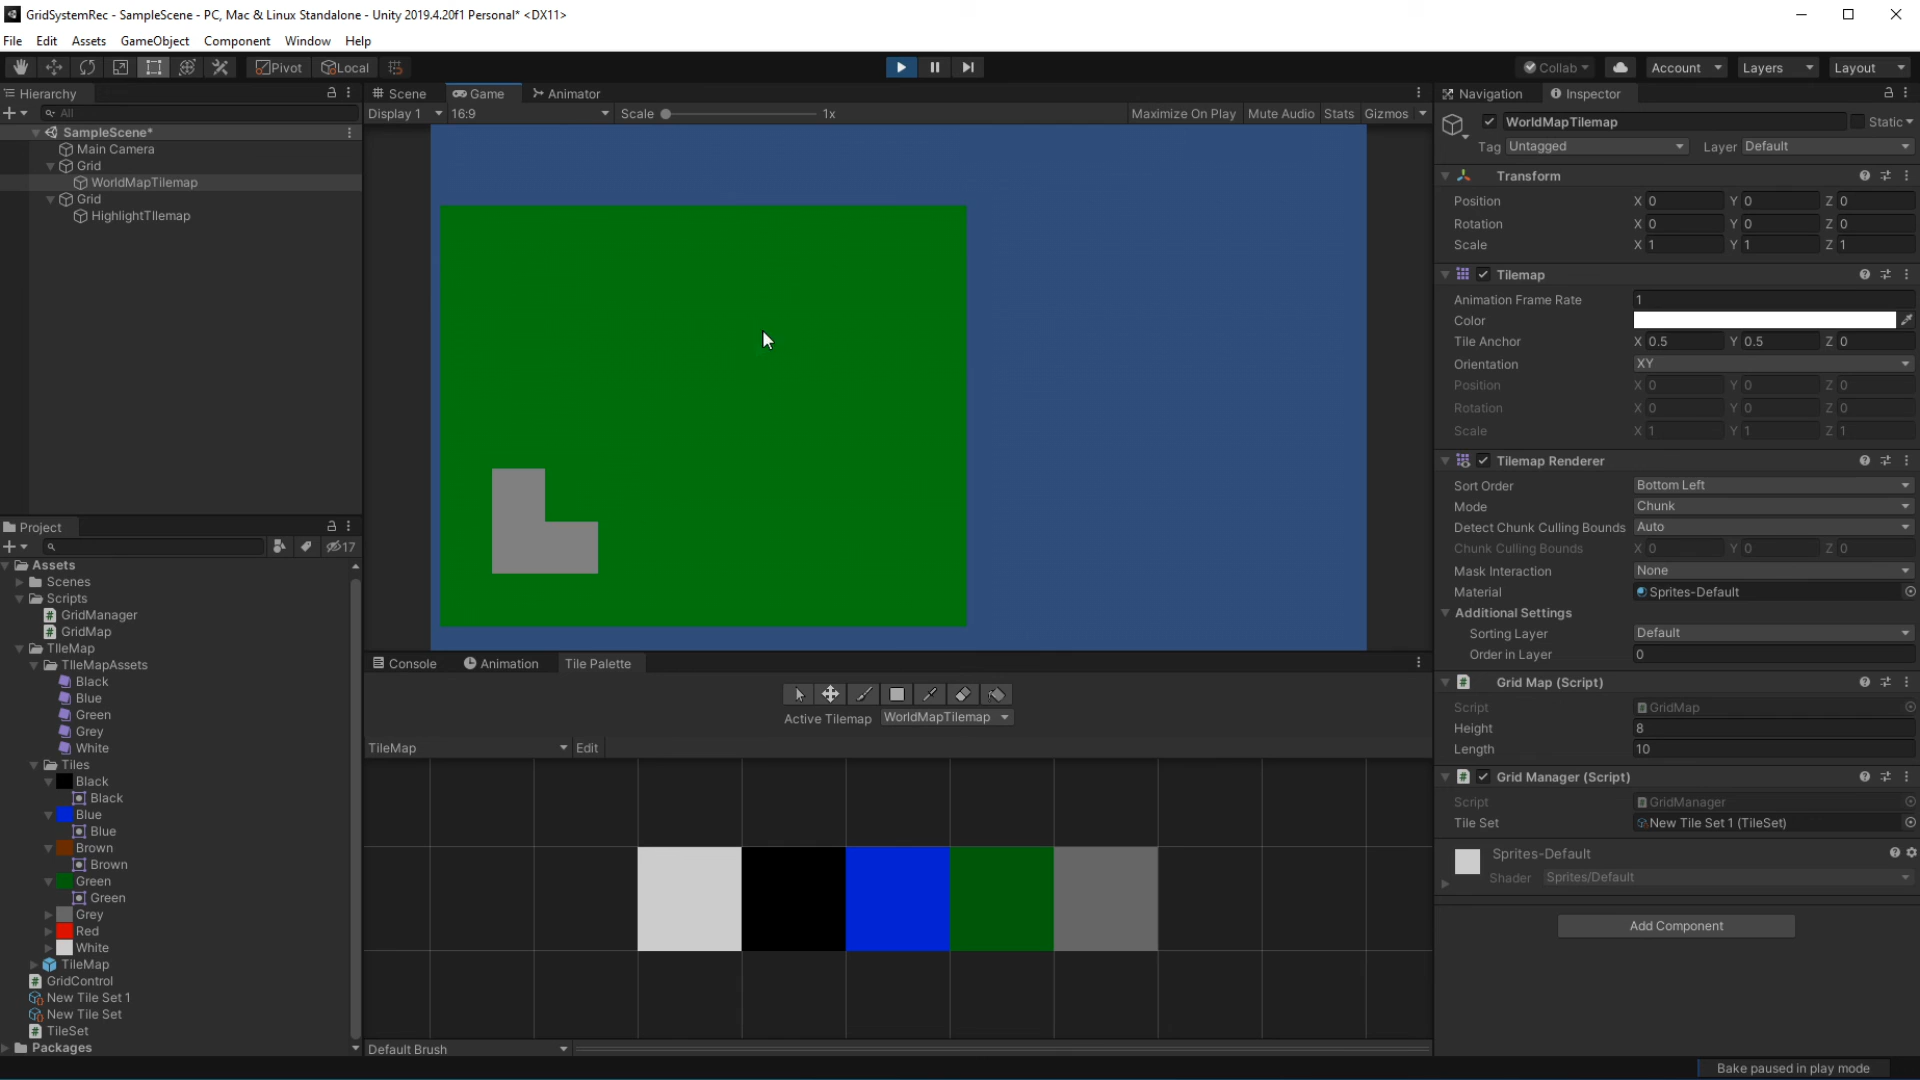 GridSystemRec - SampleScene - PC, Mac & Linux Standalone - Unity 2019.4.20f1 Personal* <DX11>
File Edit Assets GameObject Component Window Help
Pivot Local Collab Account Layers Layout
Hierarchy
All
SampleScene*
Main Camera
Grid
WorldMapTilemap
Grid
HighlightTIlemap
Scene Game Animator
Display 1 16:9 Scale 1x Maximize On Play Mute Audio Stats Gizmos
Project
17
Assets
Scenes
Scripts
GridManager
GridMap
TIleMap
TIleMapAssets
Black
Blue
Green
Grey
White
Tiles
Black
Black
Blue
Blue
Brown
Brown
Green
Green
Grey
Red
White
TileMap
GridControl
New Tile Set 1
New Tile Set
TileSet
Packages
Console Animation Tile Palette
Active Tilemap WorldMapTilemap
TileMap Edit
Default Brush
Navigation Inspector
WorldMapTilemap Static
Tag Untagged Layer Default
Transform
Position X 0 Y 0 Z 0
Rotation X 0 Y 0 Z 0
Scale X 1 Y 1 Z 1
Tilemap
Animation Frame Rate 1
Color
Tile Anchor X 0.5 Y 0.5 Z 0
Orientation XY
Position X 0 Y 0 Z 0
Rotation X 0 Y 0 Z 0
Scale X 1 Y 1 Z 1
Tilemap Renderer
Sort Order Bottom Left
Mode Chunk
Detect Chunk Culling Bounds Auto
Chunk Culling Bounds X 0 Y 0 Z 0
Mask Interaction None
Material Sprites-Default
Additional Settings
Sorting Layer Default
Order in Layer 0
Grid Map (Script)
Script GridMap
Height 8
Length 10
Grid Manager (Script)
Script GridManager
Tile Set New Tile Set 1 (TileSet)
Sprites-Default
Shader Sprites/Default
Add Component
Bake paused in play mode